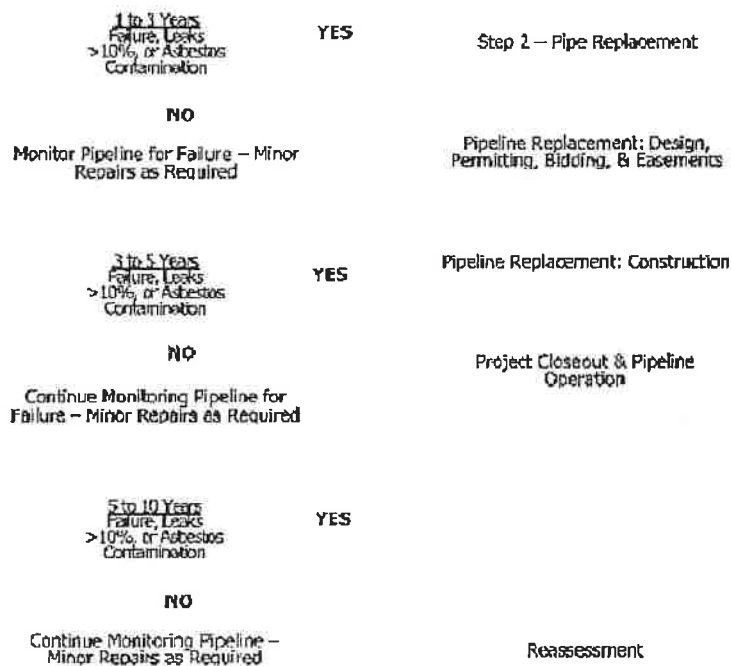 1 to 3 Years
Failure, Leaks
>10%, or Asbestos
Contamination
YES
Step 2 – Pipe Replacement
NO
Monitor Pipeline for Failure – Minor
Repairs as Required
Pipeline Replacement: Design,
Permitting, Bidding, & Easements
3 to 5 Years
Failure, Leaks
>10%, or Asbestos
Contamination
YES
Pipeline Replacement: Construction
NO
Continue Monitoring Pipeline for
Failure – Minor Repairs as Required
Project Closeout & Pipeline
Operation
5 to 10 Years
Failure, Leaks
>10%, or Asbestos
Contamination
YES
NO
Continue Monitoring Pipeline –
Minor Repairs as Required
Reassessment